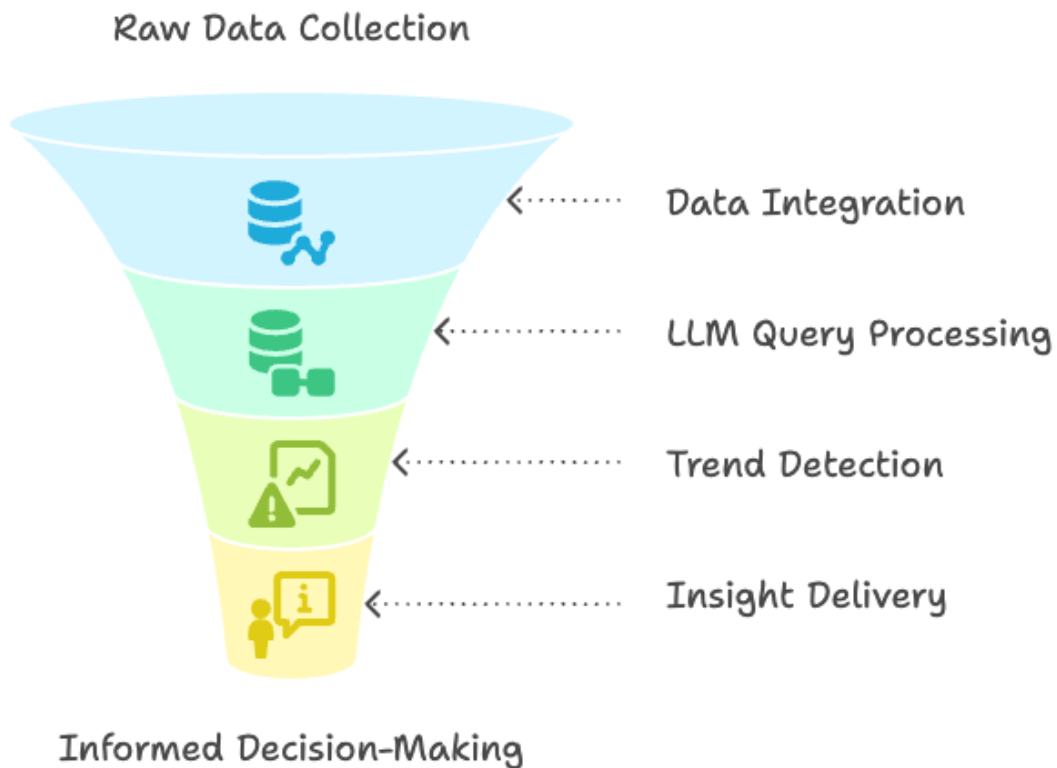 Raw Data Collection
Data Integration
LLM Query Processing
Trend Detection
Insight Delivery
Informed Decision-Making